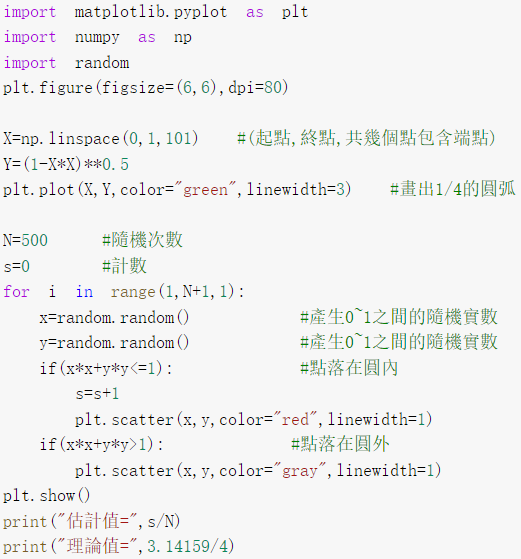 import matplotlib.pyplot as plt
import numpy as np
import random
plt.figure(figsize=(6,6),dpi=80)
X=np.linspace(0,1,101) #(起點,終點,共幾個點包含端點)
Y=(1-X*X)**0.5
plt.plot(X,Y,color="green",linewidth=3) #畫出1/4的圓弧
N=500 #隨機次數
s=0 #計數
for i in range(1,N+1,1):
x=random.random() #產生0~1之間的隨機實數
y=random.random() #產生0~1之間的隨機實數
if(x*x+y*y<=1): #點落在圓內
s=s+1
plt.scatter(x,y,color="red",linewidth=1)
if(x*x+y*y>1): #點落在圓外
plt.scatter(x,y,color="gray",linewidth=1)
plt.show()
print("估計值=",s/N)
print("理論值=",3.14159/4)